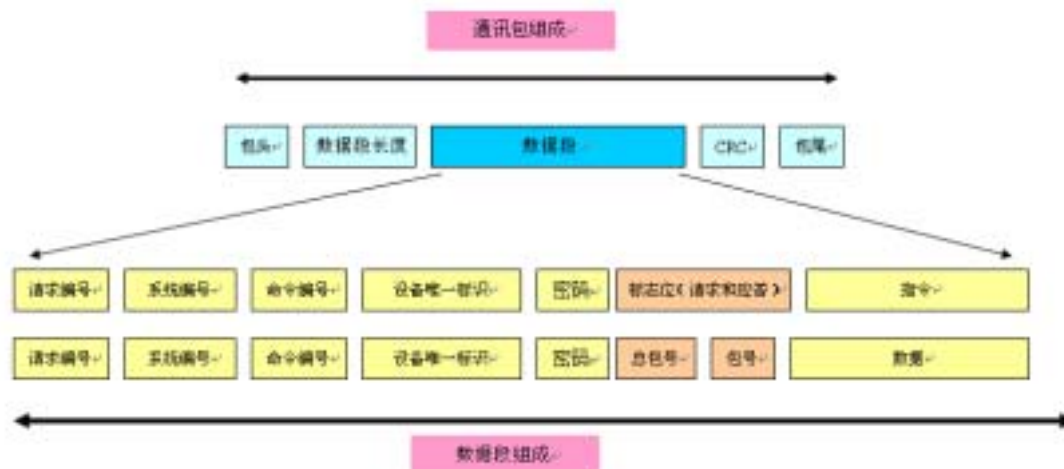 通讯包组成
包头 数据段长度 数据段 CRC 包尾
请求编号 系统编号 命令编号 设备唯一标识 密码 标志位（请求和应答） 指令
请求编号 系统编号 命令编号 设备唯一标识 密码 总包号 包号 数据
数据段组成